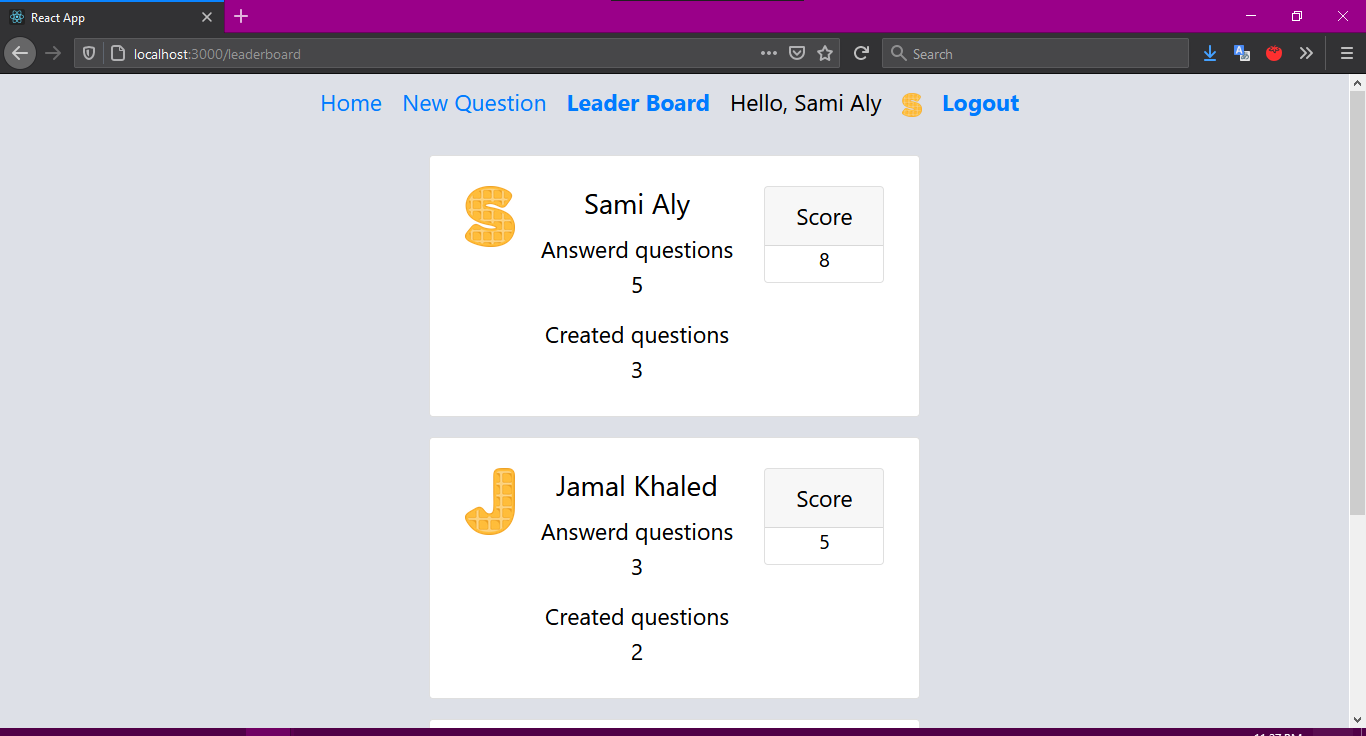 React App
localhost:3000/leaderboard
Search
Home New Question Leader Board Hello, Sami Aly Logout
Sami Aly
Answerd questions
5
Created questions
3
Score
8
Jamal Khaled
Answerd questions
3
Created questions
2
Score
5